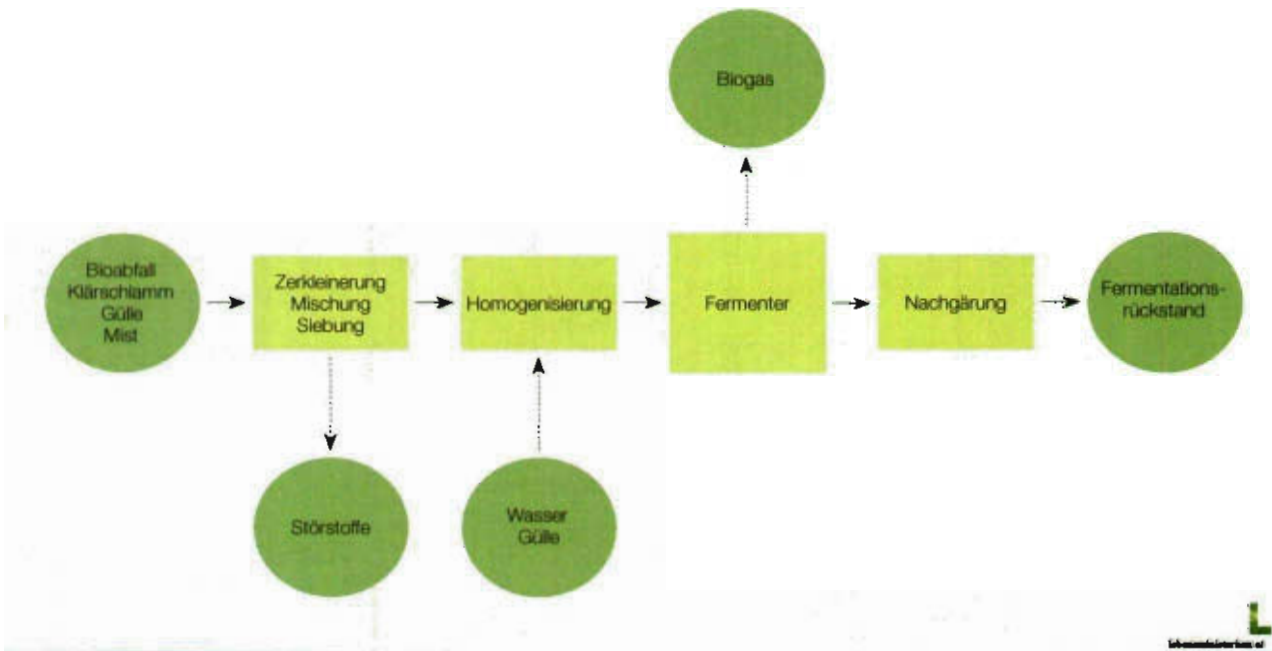 Biogas
Bioabfall
Klärschlamm
Gülle
Mist
Zerkleinerung
Mischung
Siebung
Homogenisierung
Fermenter
Nachgärung
Fermentations-
rückstand
Störstoffe
Wasser
Gülle
L